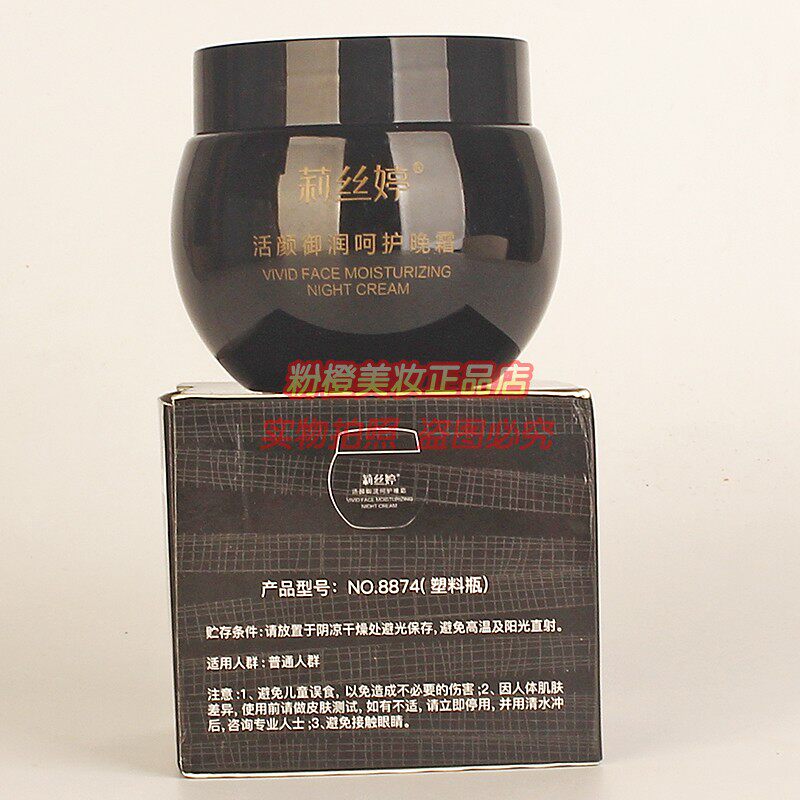 莉丝婷®
活颜御润呵护晚霜
VIVID FACE MOISTURIZING
NIGHT CREAM
粉橙美妆正品店
实物拍照 盗图必究
莉丝婷®
活颜御润呵护晚霜
VIVID FACE MOISTURIZING
NIGHT CREAM
产品型号：NO.8874(塑料瓶)
贮存条件:请放置于阴凉干燥处避光保存,避免高温及阳光直射。
适用人群:普通人群
注意:1、避免儿童误食，以免造成不必要的伤害;2、因人体肌肤
差异,使用前请做皮肤测试，如有不适,请立即停用，并用清水冲
后,咨询专业人士;3、避免接触眼睛。